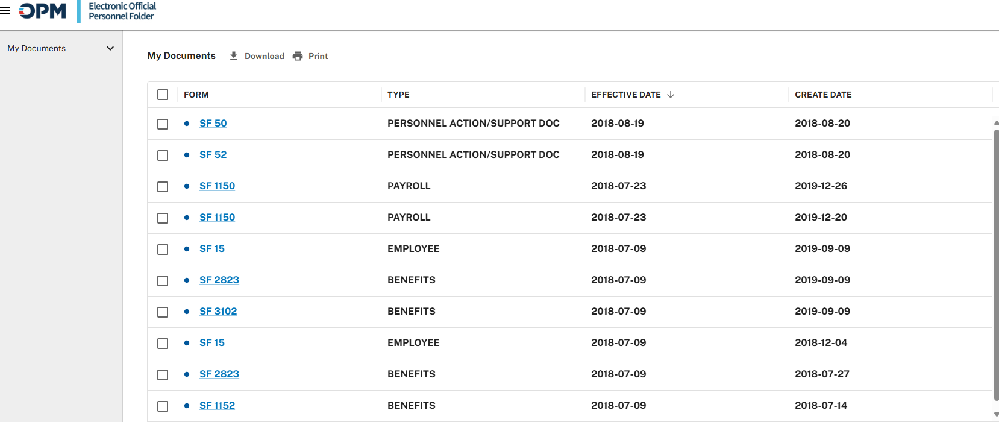 OPM
Electronic Official
Personnel Folder
My Documents
My Documents Download Print
FORM TYPE EFFECTIVE DATE CREATE DATE
SF 50 PERSONNEL ACTION/SUPPORT DOC 2018-08-19 2018-08-20
SF 52 PERSONNEL ACTION/SUPPORT DOC 2018-08-19 2018-08-20
SF 1150 PAYROLL 2018-07-23 2019-12-26
SF 1150 PAYROLL 2018-07-23 2019-12-20
SF 15 EMPLOYEE 2018-07-09 2019-09-09
SF 2823 BENEFITS 2018-07-09 2019-09-09
SF 3102 BENEFITS 2018-07-09 2019-09-09
SF 15 EMPLOYEE 2018-07-09 2018-12-04
SF 2823 BENEFITS 2018-07-09 2018-07-27
SF 1152 BENEFITS 2018-07-09 2018-07-14